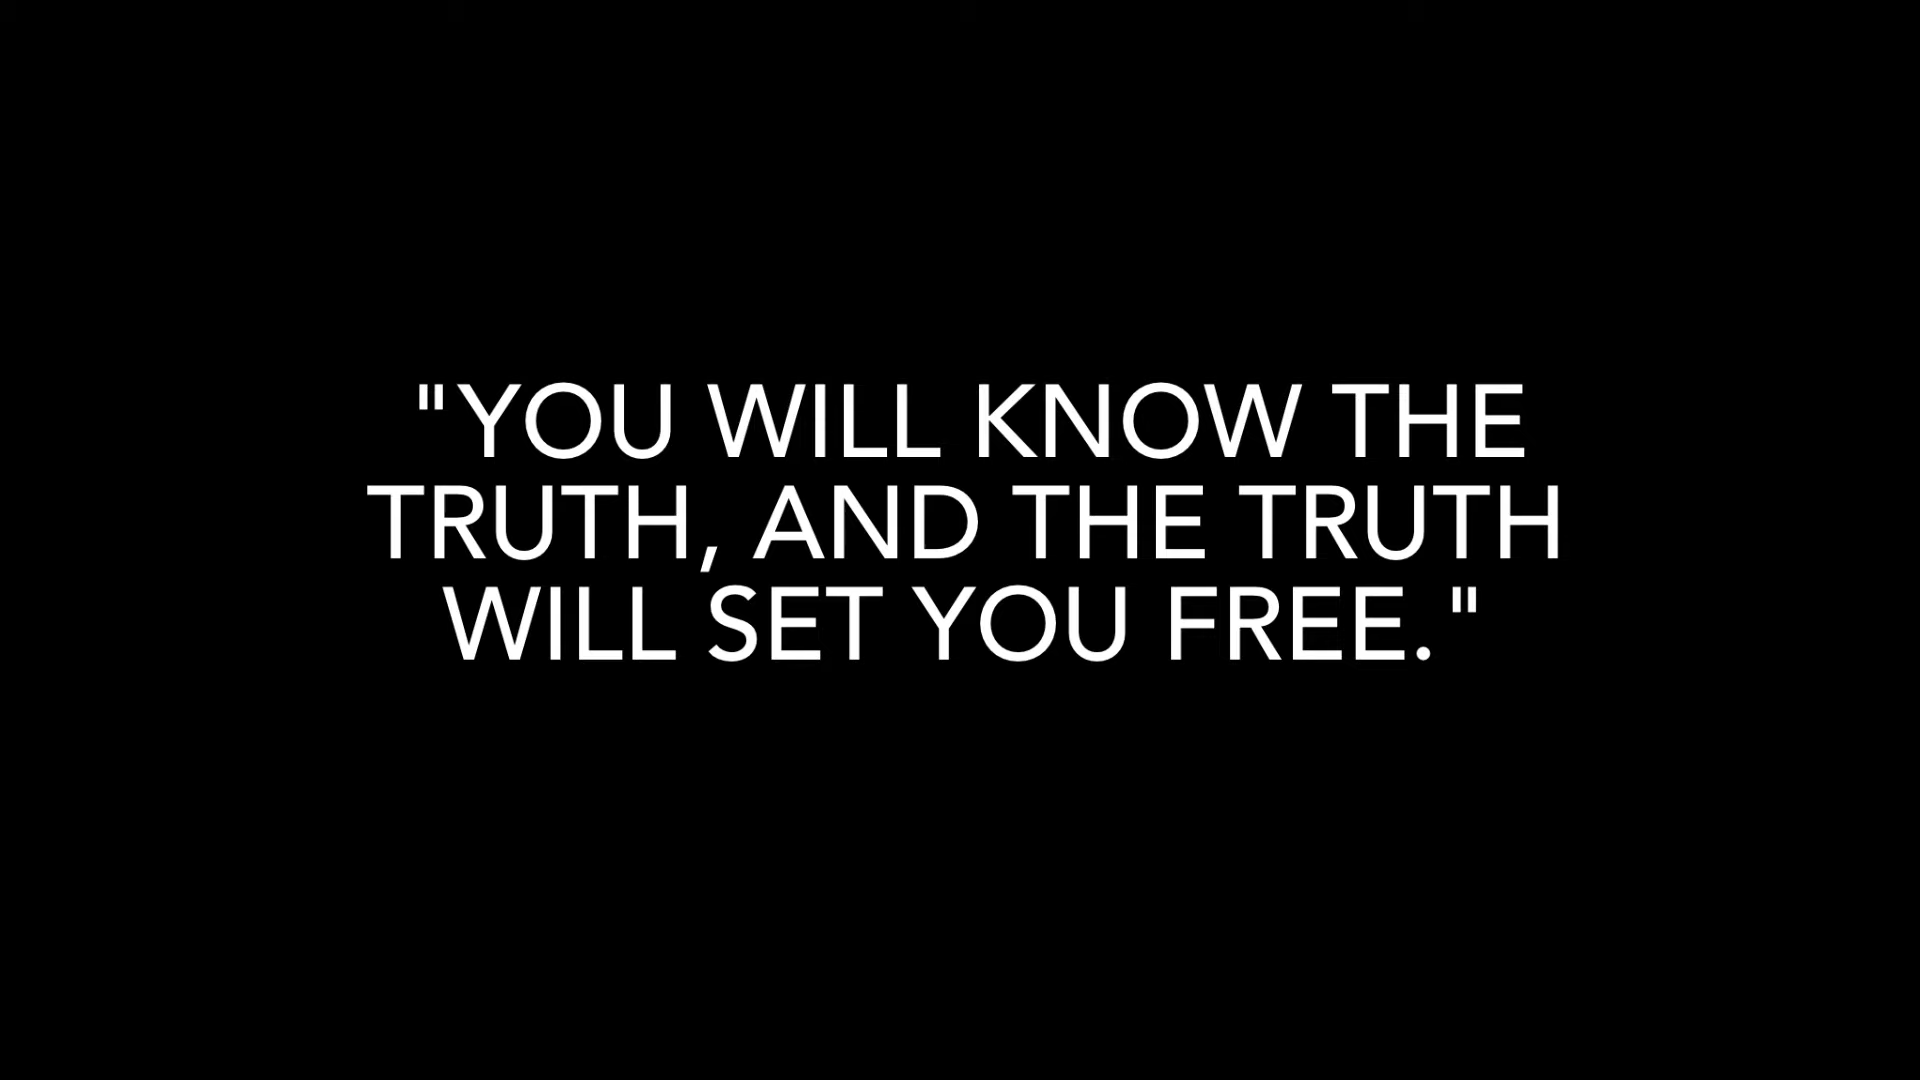 "YOU WILL KNOW THE
TRUTH, AND THE TRUTH
WILL SET YOU FREE."